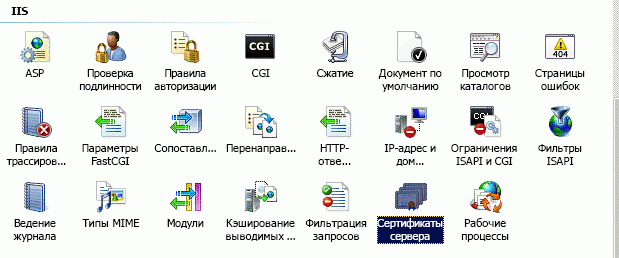 IIS
ASP
Проверка подлинности
Правила авторизации
CGI
CGI
Сжатие
Документ по умолчанию
Просмотр каталогов
404
Страницы ошибок
Правила трассиров...
Параметры FastCGI
Сопоставл...
Перенаправ...
HTTP-отве...
IP-адрес и дом...
Ограничения ISAPI и CGI
Фильтры ISAPI
Ведение журнала
Типы MIME
Модули
Кэширование выводимых ...
Фильтрация запросов
Сертификаты сервера
Рабочие процессы